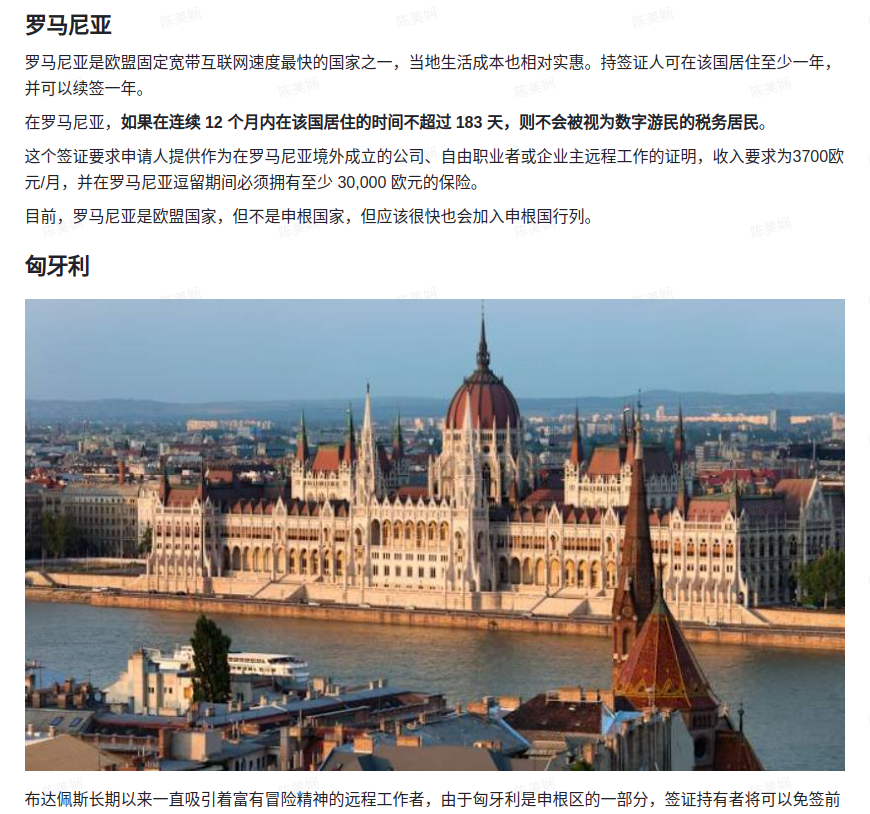 罗马尼亚
罗马尼亚是欧盟固定宽带互联网速度最快的国家之一，当地生活成本也相对实惠。持签证人可在该国居住至少一年，
并可以续签一年。
在罗马尼亚，如果在连续 12 个月内在该国居住的时间不超过 183 天，则不会被视为数字游民的税务居民。
这个签证要求申请人提供作为在罗马尼亚境外成立的公司、自由职业者或企业主远程工作的证明，收入要求为3700欧
元/月，并在罗马尼亚逗留期间必须拥有至少 30,000 欧元的保险。
目前，罗马尼亚是欧盟国家，但不是申根国家，但应该很快也会加入申根国行列。
匈牙利
布达佩斯长期以来一直吸引着富有冒险精神的远程工作者，由于匈牙利是申根区的一部分，签证持有者将可以免签前